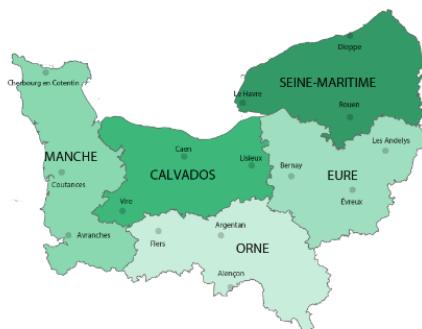 Dieppe
Cherbourg en Cotentin
SEINE-MARITIME
Le Havre
Rouen
Les Andelys
Caen
MANCHE
Lisieux
Bernay
EURE
Coutances
CALVADOS
Évreux
Vire
Avranches
Flers
Argentan
ORNE
Alençon